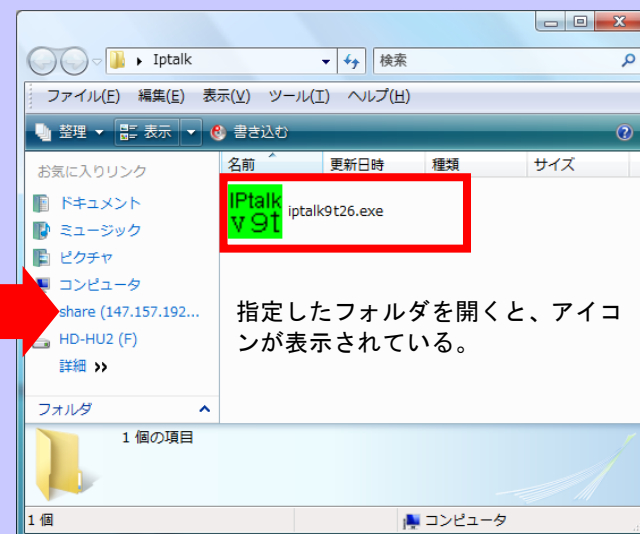 Iptalk
検索
ファイル(F) 編集(E) 表示(V) ツール(T) ヘルプ(H)
整理 表示 書き込む
お気に入りリンク
名前 更新日時 種類 サイズ
ドキュメント
IPtalk
v 9t
iptalk9t26.exe
ミュージック
ピクチャ
コンピュータ
share (147.157.192...
HD-HU2 (F)
詳細 >>
指定したフォルダを開くと、アイコ
ンが表示されている。
フォルダ
1 個の項目
1 個
コンピュータ